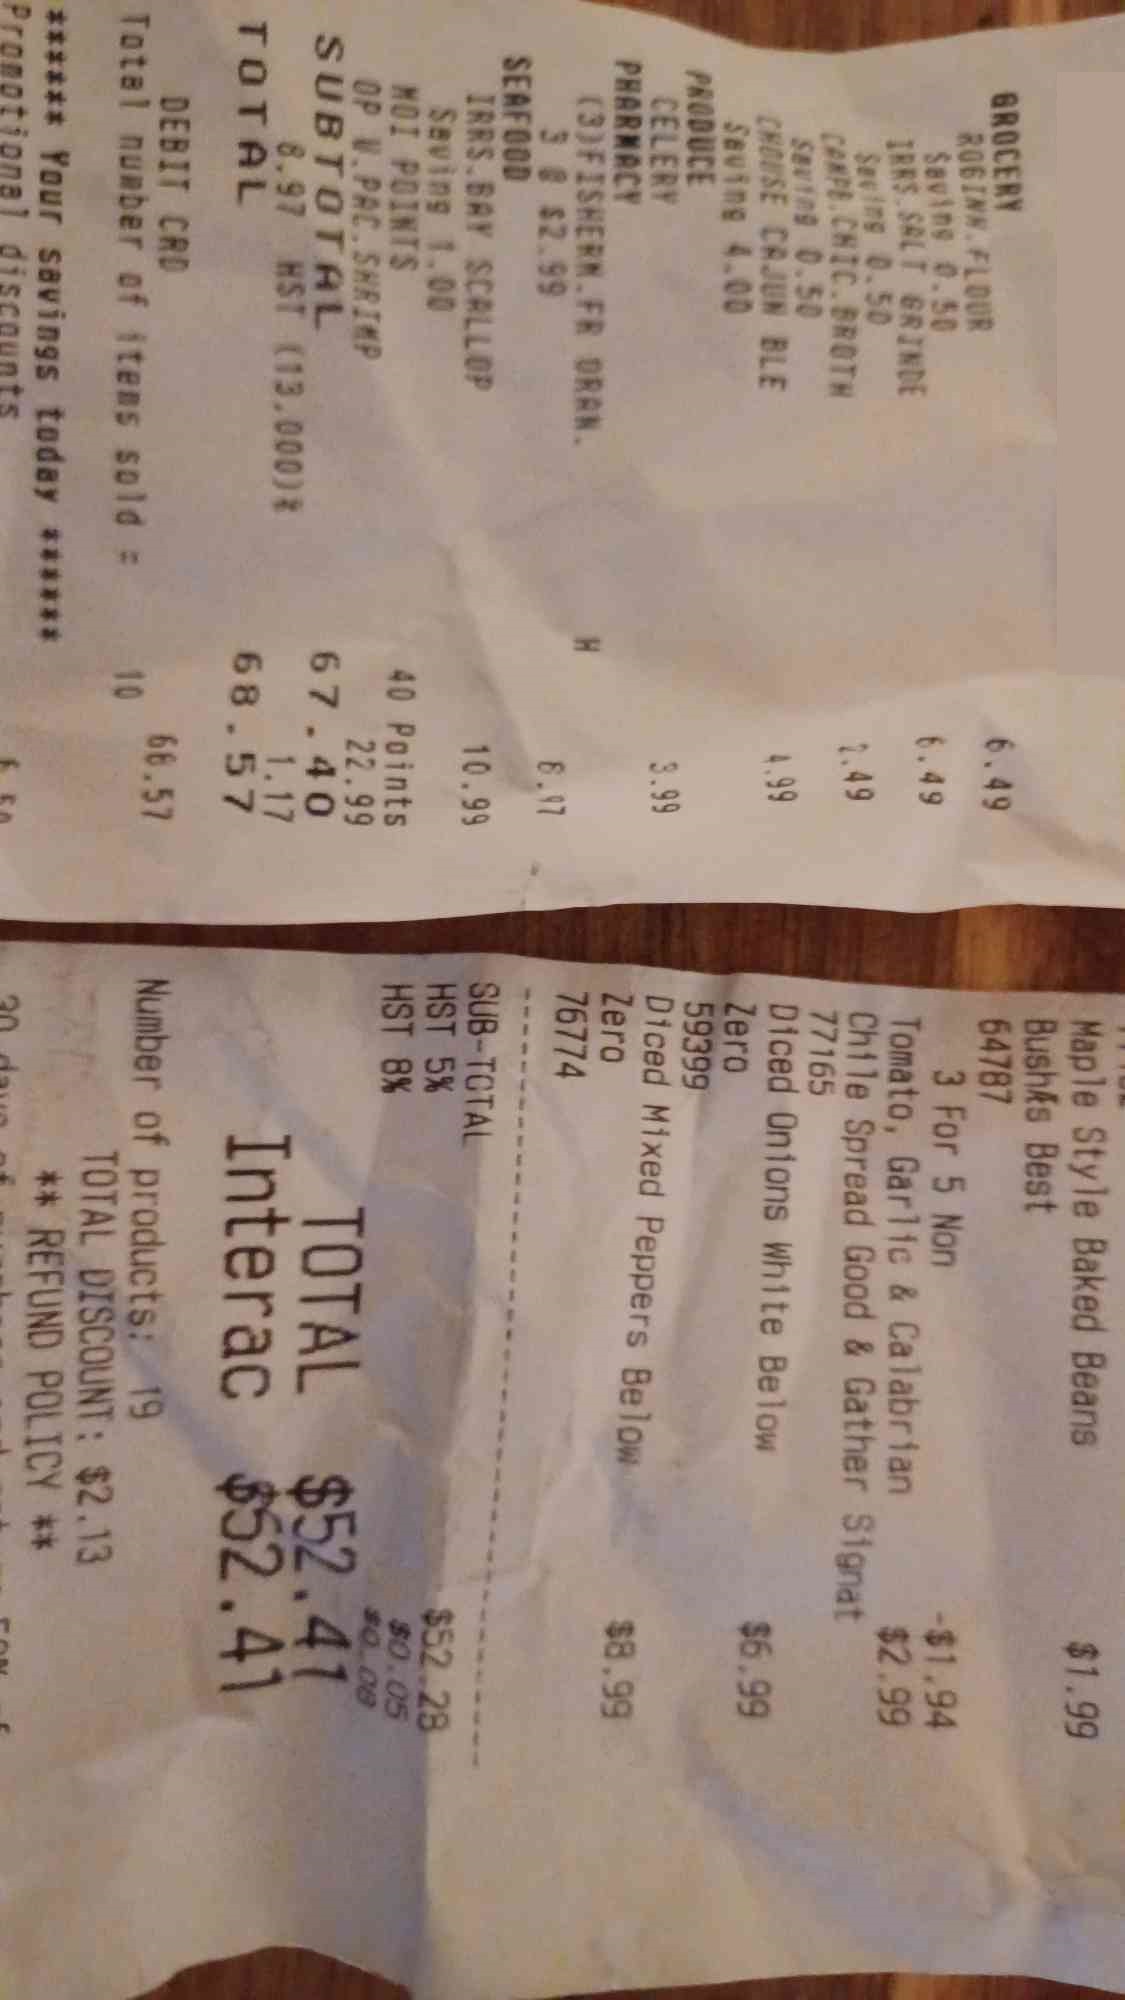 GROCERY
ROBINH.FLOUR 6.49
Saving 0.50
IRRS.SALT GRINDE 6.49
Saving 0.50
CAMPB.CHIC.BROTH 2.49
Saving 0.50
CHOISE CAJUN BLE 4.99
Saving 4.00
PRODUCE
CELERY 3.99
PHARMACY
(3)FISHERM.FR ORAN. H
3 @ $2.99 8.97
SEAFOOD
IRRS.BAY SCALLOP 10.99
Saving 1.00
MOI POINTS 40 Points
OP W.PAC.SHRIMP 22.99
SUBTOTAL 67.40
8.97 HST (13.000)% 1.17
TOTAL 68.57
DEBIT CRD 68.57
Total number of items sold = 10
****** Your savings today ******
Promotional discounts 6.50
Maple Style Baked Beans $1.99
Bush's Best
64787
3 For 5 Non -$1.94
Tomato, Garlic & Calabrian $2.99
Chile Spread Good & Gather Signat
77165
Diced Onions White Below $6.99
Zero
59399
Diced Mixed Peppers Below $8.99
Zero
76774
--------------------------------
SUB-TOTAL $52.28
HST 5% $0.05
HST 8% $0.08
TOTAL $52.41
Interac $52.41
Number of products: 19
TOTAL DISCOUNT: $2.13
** REFUND POLICY **